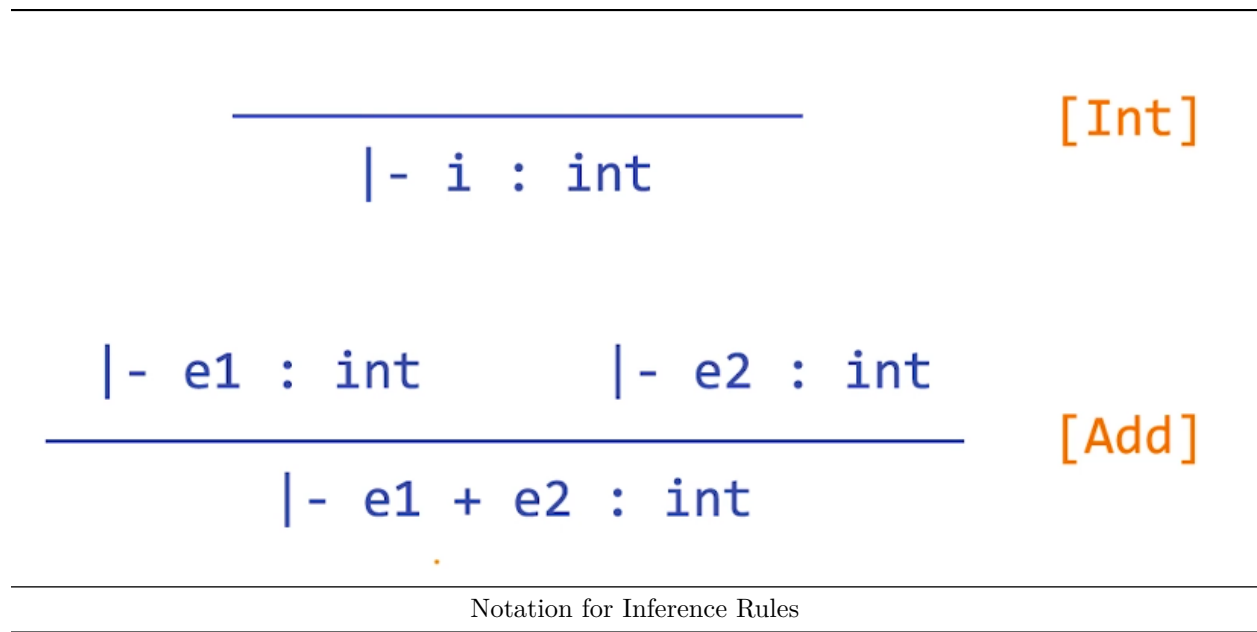 [Int]
|- i : int
|- e1 : int |- e2 : int
[Add]
|- e1 + e2 : int
Notation for Inference Rules